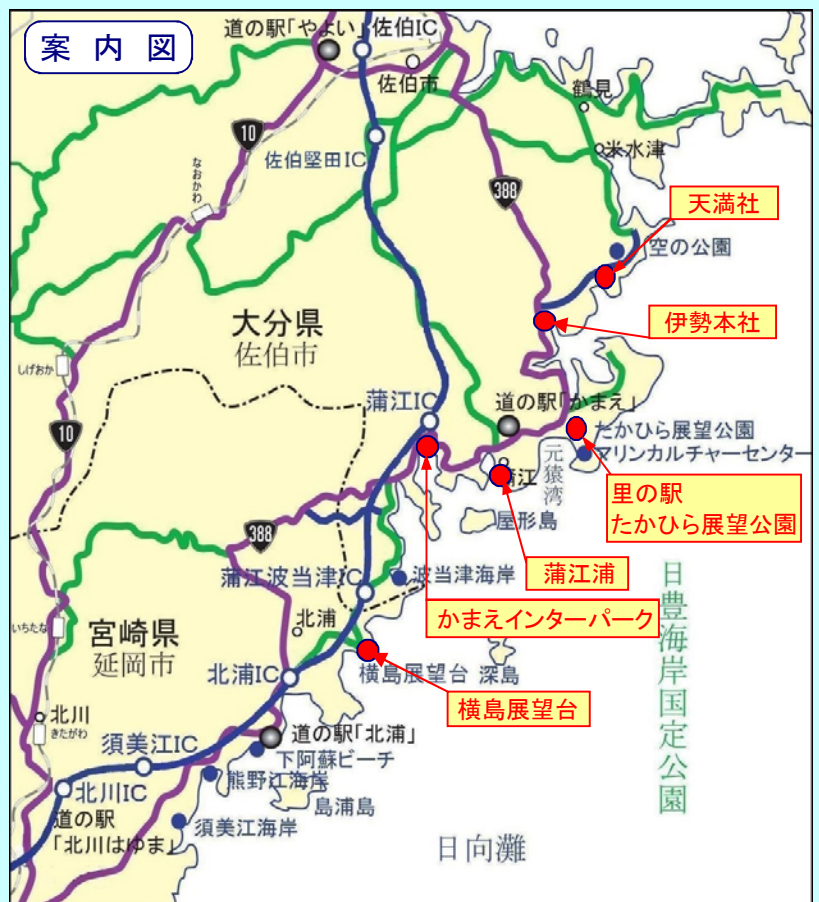 案内図
道の駅「やよい」
佐伯IC
佐伯市
鶴見
10
佐伯堅田IC
米水津
なおかわ
388
天満社
空の公園
大分県
佐伯市
伊勢本社
しげおか
蒲江IC
道の駅「かまえ」
10
たかひら展望公園
マリンカルチャーセンター
元猿湾
蒲江
里の駅
たかひら展望公園
屋形島
388
蒲江浦
蒲江波当津IC
波当津海岸
日豊海岸国定公園
いちたな
宮崎県
延岡市
北浦
かまえインターパーク
北浦IC
横島展望台
深島
横島展望台
北川
きたがわ
須美江IC
道の駅「北浦」
下阿蘇ビーチ
熊野江海岸
北川IC
島浦島
道の駅
「北川はゆま」
須美江海岸
日向灘